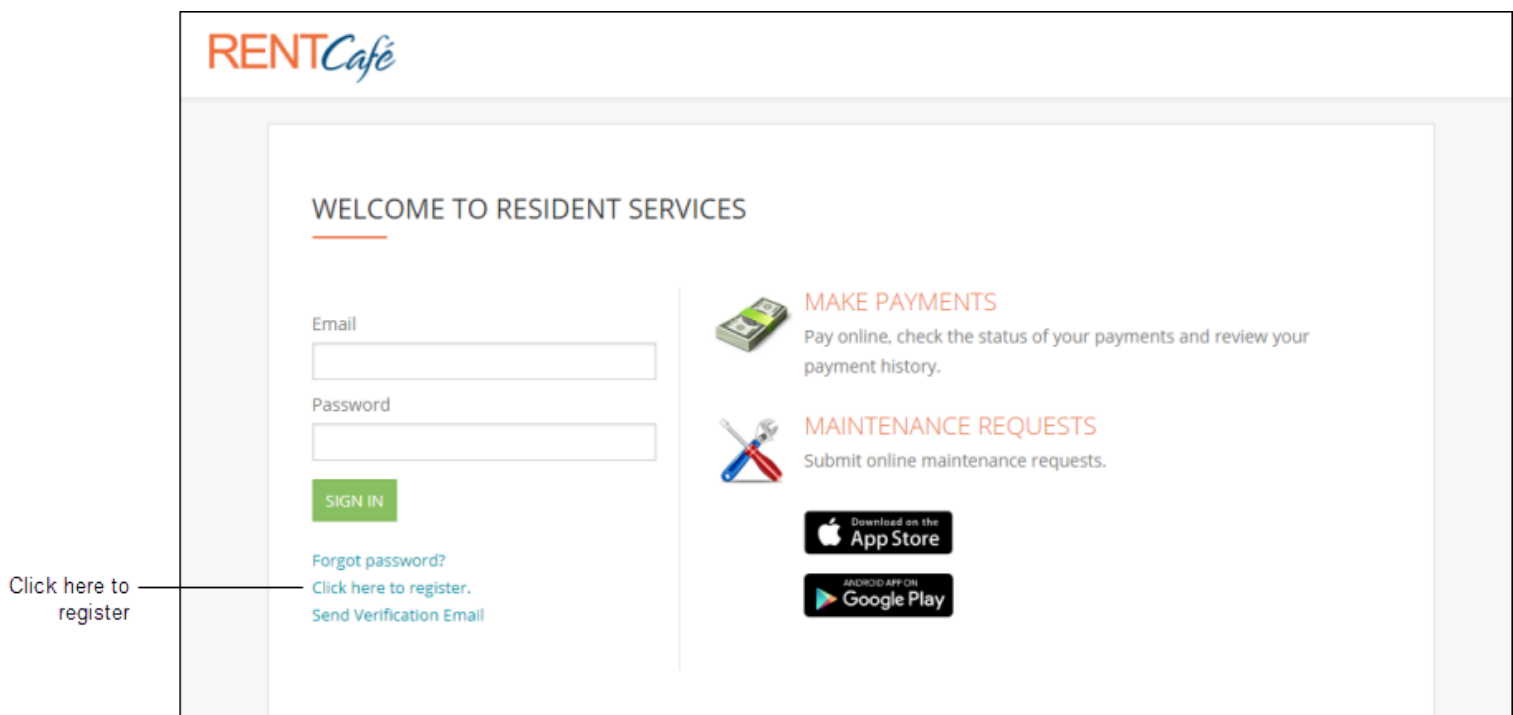 RENTCafé
WELCOME TO RESIDENT SERVICES
Email
Password
SIGN IN
Forgot password?
Click here to register.
Send Verification Email
Click here to
register
MAKE PAYMENTS
Pay online, check the status of your payments and review your
payment history.
MAINTENANCE REQUESTS
Submit online maintenance requests.
Download on the
App Store
ANDROID APP ON
Google Play